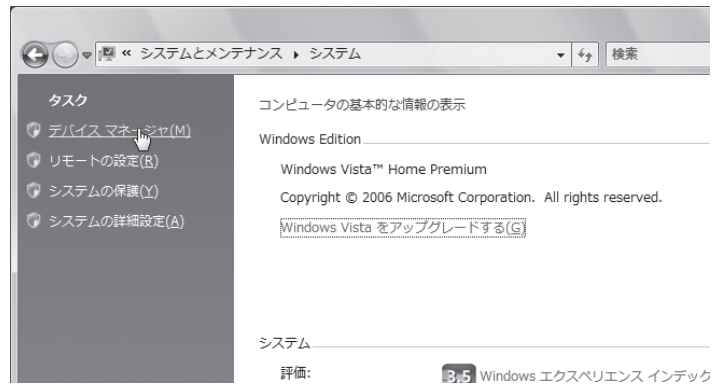 « システムとメンテナンス ▸ システム
検索
タスク
デバイス マネージャ(M)
リモートの設定(R)
システムの保護(Y)
システムの詳細設定(A)
コンピュータの基本的な情報の表示
Windows Edition
Windows Vista™ Home Premium
Copyright © 2006 Microsoft Corporation. All rights reserved.
Windows Vista をアップグレードする(G)
システム
評価:
3.5 Windows エクスペリエンス インデック